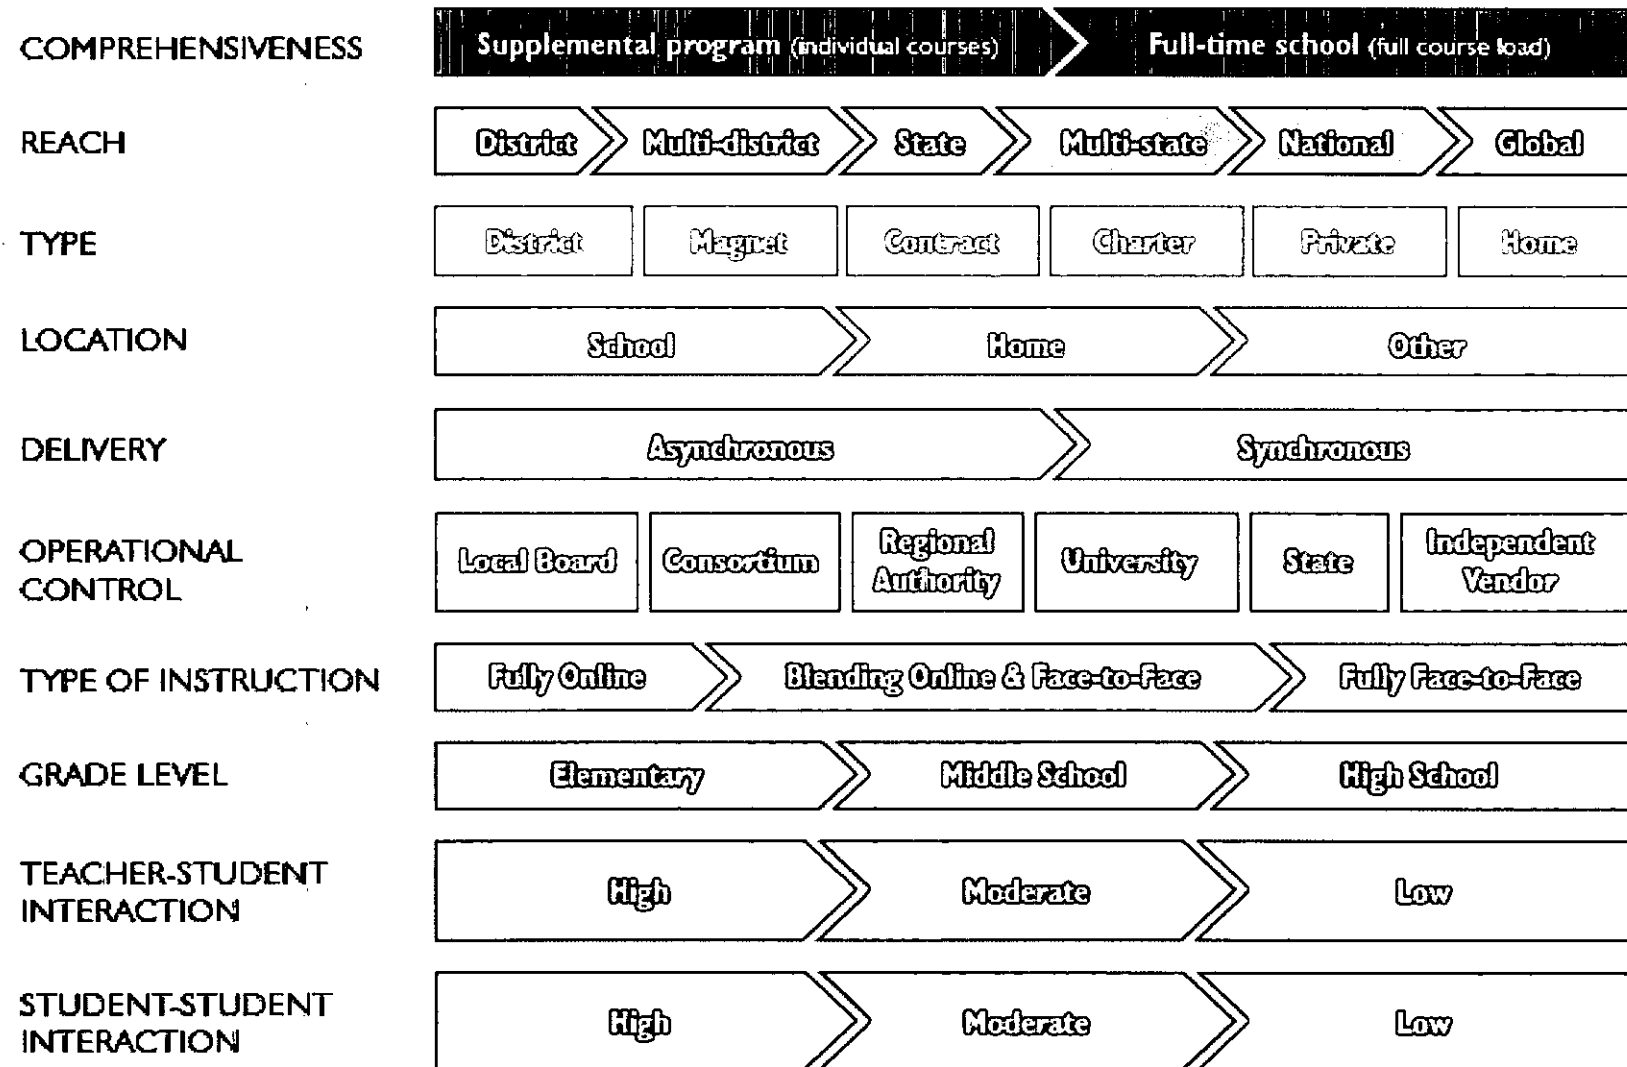 COMPREHENSIVENESS
Supplemental program (individual courses)
Full-time school (full course load)
REACH
District
Multi-district
State
Multi-state
National
Global
TYPE
District
Magnet
Contract
Charter
Private
Home
LOCATION
School
Home
Other
DELIVERY
Asynchronous
Synchronous
OPERATIONAL
CONTROL
Local Board
Consortium
Regional
Authority
University
State
Independent
Vendor
TYPE OF INSTRUCTION
Fully Online
Blending Online & Face-to-Face
Fully Face-to-Face
GRADE LEVEL
Elementary
Middle School
High School
TEACHER-STUDENT
INTERACTION
High
Moderate
Low
STUDENT-STUDENT
INTERACTION
High
Moderate
Low